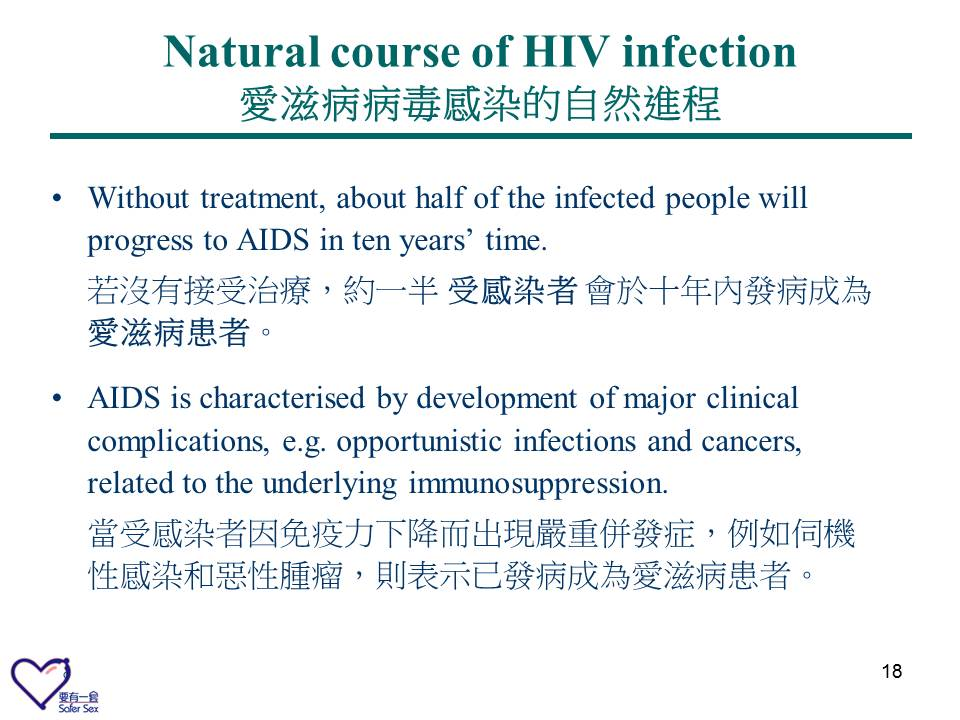 Natural course of HIV infection
愛滋病病毒感染的自然進程
• Without treatment, about half of the infected people will
progress to AIDS in ten years’ time.
若沒有接受治療，約一半 受感染者 會於十年內發病成為
愛滋病患者。
• AIDS is characterised by development of major clinical
complications, e.g. opportunistic infections and cancers,
related to the underlying immunosuppression.
當受感染者因免疫力下降而出現嚴重併發症，例如伺機
性感染和惡性腫瘤，則表示已發病成為愛滋病患者。
要有一套
Safer Sex
18